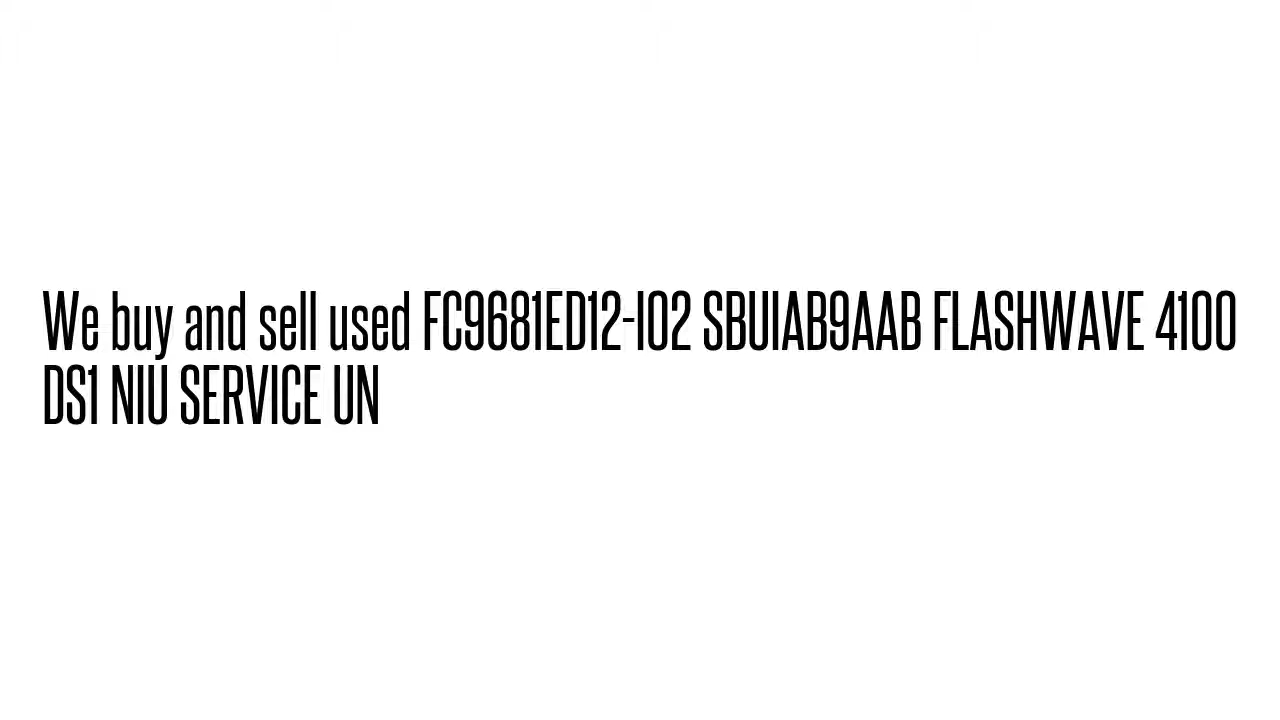 We buy and sell used FC9681ED12-I02 SBUIAB9AAB FLASHWAVE 4100
DS1 NIU SERVICE UN